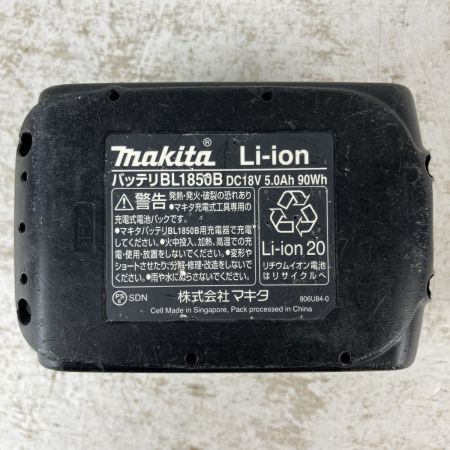 makita® Li-ion
バッテリBL1850B DC18V 5.0Ah 90Wh
⚠警告 発熱・発火・破裂の恐れあり
●マキタ充電式工具専用の
充電式電池パックです。
●マキタバッテリBL1850B用充電器で充電
してください。●火中投入、加熱、高温での充
電・使用・放置をしないでください。●変形や
ショートさせたり、分解・修理・改造をしないで
ください。●雨や水にぬらさないでください。
Li-ion 20
リチウムイオン電池
はリサイクルへ
PS E SDN 株式会社 マキタ 806U84-0
Cell Made in Singapore, Pack processed in China